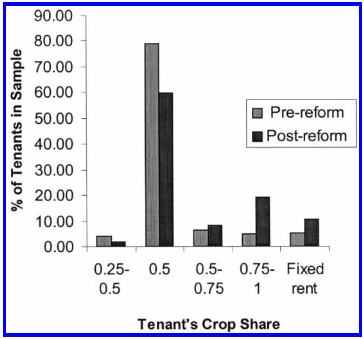 90.00
80.00
70.00
60.00
50.00
40.00
30.00
20.00
10.00
0.00
% of Tenants in Sample
Pre-reform
Post-reform
0.25-
0.5
0.5
0.5-
0.75
0.75-
1
Fixed
rent
Tenant's Crop Share